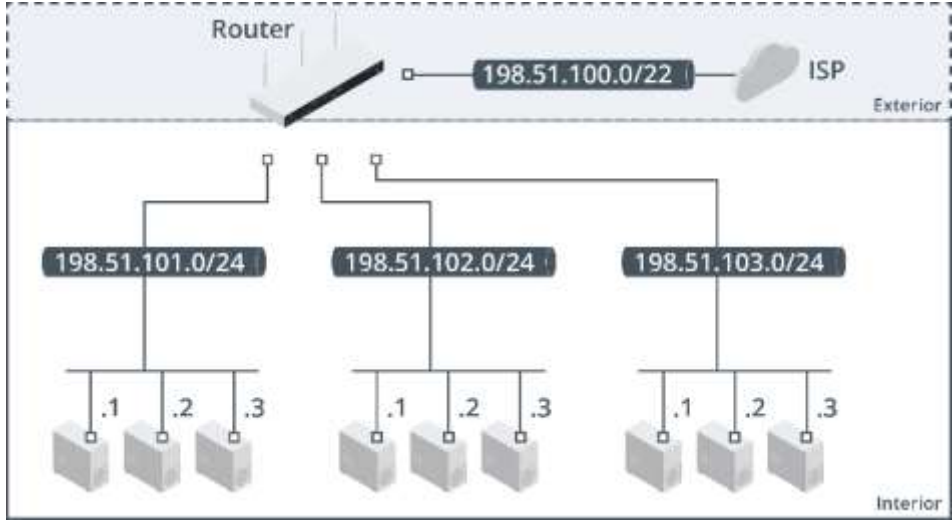 Router
198.51.100.0/22
ISP
Exterior
198.51.101.0/24
198.51.102.0/24
198.51.103.0/24
.1 .2 .3
.1 .2 .3
.1 .2 .3
Interior